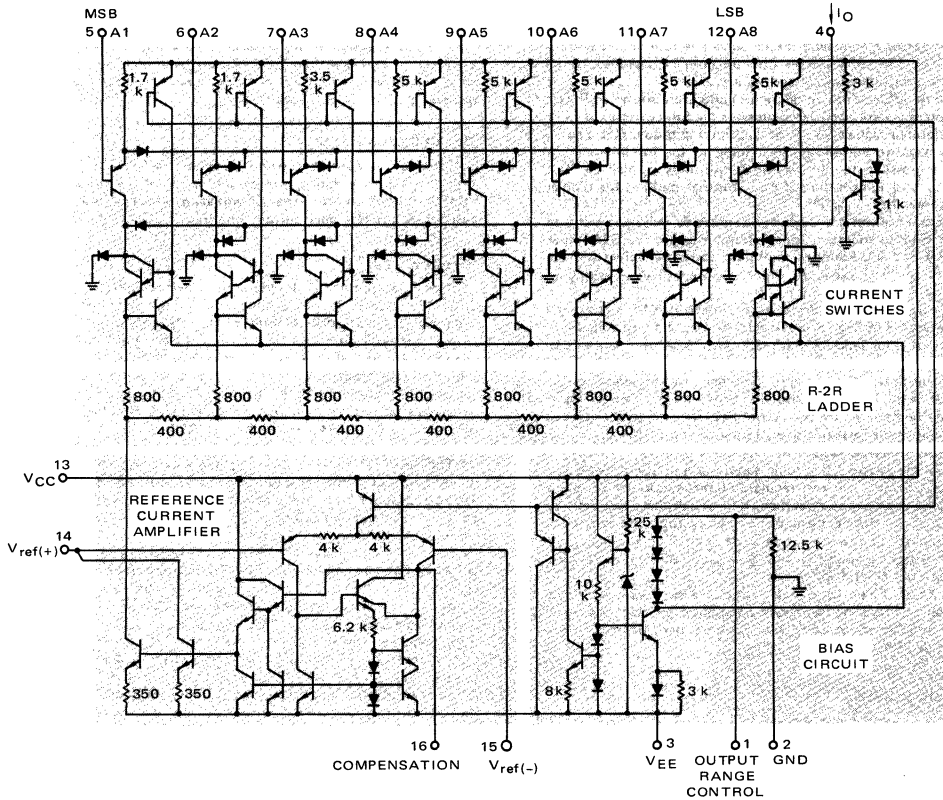 MSB LSB IO
5 A1 6 A2 7 A3 8 A4 9 A5 10 A6 11 A7 12 A8 4
1.7 k 1.7 k 3.5 k 5 k 5 k 5 k 5 k 5k 3 k
1 k
CURRENT
SWITCHES
800 800 800 800 800 800 800 800
R-2R
LADDER
400 400 400 400 400 400 400
13
VCC
REFERENCE
CURRENT
AMPLIFIER
14
Vref(+)
4 k 4 k
25 k
12.5 k
10 k
6.2 k
BIAS
CIRCUIT
350 350
8k
3 k
16 15 3 1 2
COMPENSATION Vref(−) VEE OUTPUT
RANGE
CONTROL
GND